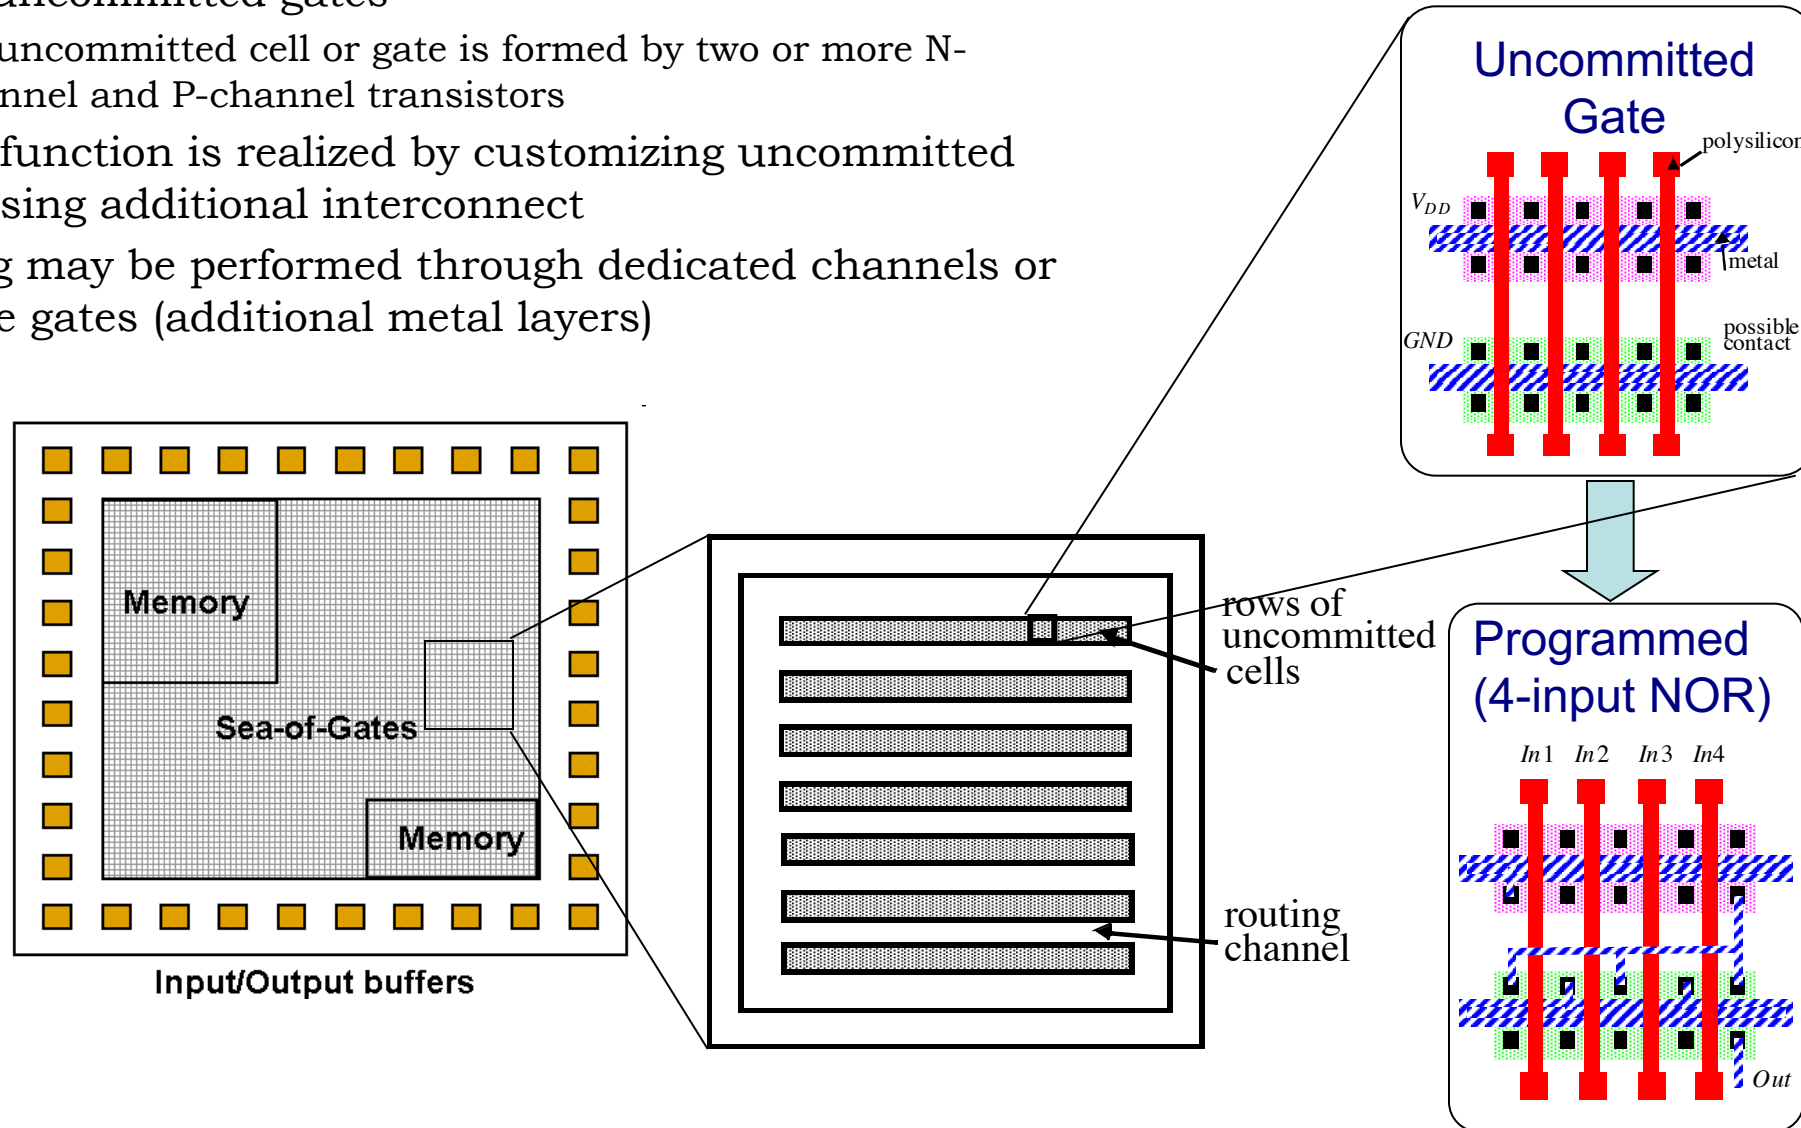 uncommitted gates
uncommitted cell or gate is formed by two or more N-
nnel and P-channel transistors
function is realized by customizing uncommitted
sing additional interconnect
g may be performed through dedicated channels or
e gates (additional metal layers)
Uncommitted
Gate
polysilicon
VDD
metal
GND
possible
contact
Memory
Sea-of-Gates
Memory
Input/Output buffers
rows of
uncommitted
cells
routing
channel
Programmed
(4-input NOR)
In1 In2 In3 In4
Out